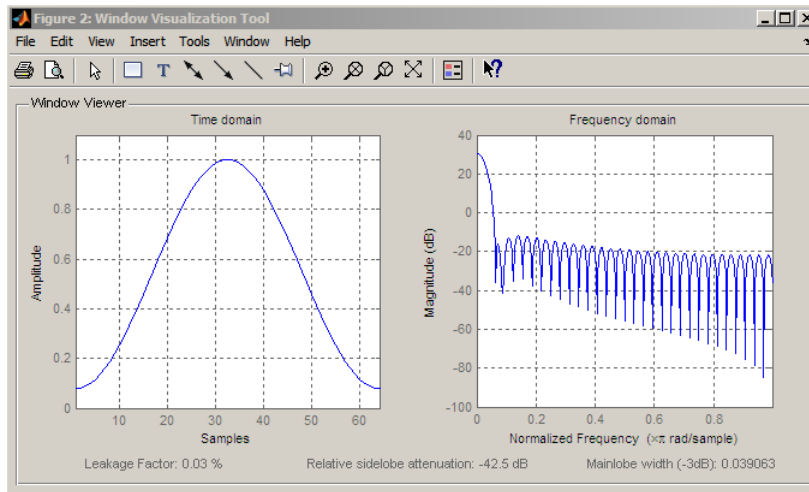 Figure 2: Window Visualization Tool
File Edit View Insert Tools Window Help
T
Window Viewer
Time domain
1
0.8
0.6
0.4
0.2
0
10 20 30 40 50 60
Amplitude
Samples
Frequency domain
40
20
0
-20
-40
-60
-80
-100
0 0.2 0.4 0.6 0.8
Magnitude (dB)
Normalized Frequency (×π rad/sample)
Leakage Factor: 0.03 % Relative sidelobe attenuation: -42.5 dB Mainlobe width (-3dB): 0.039063